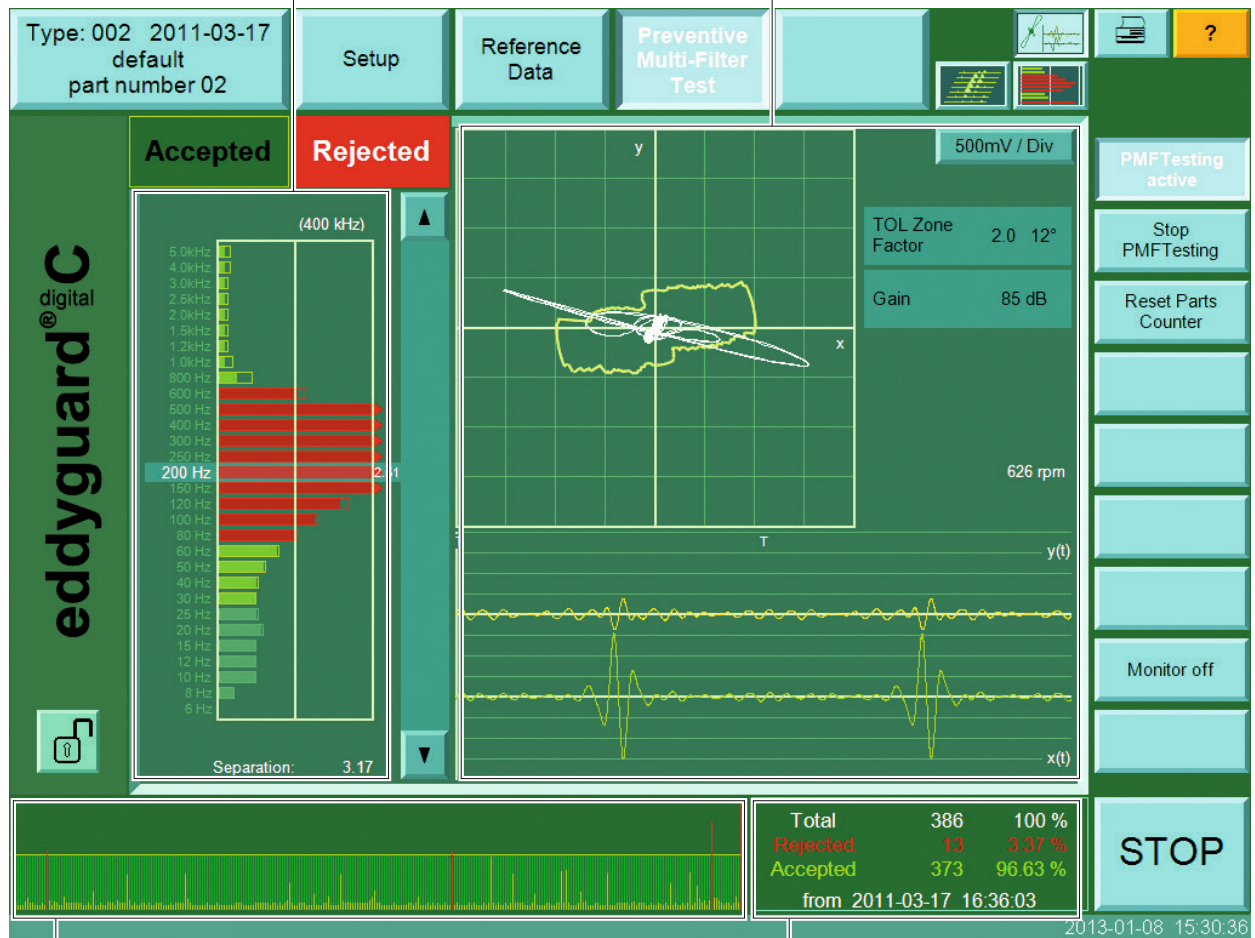 Type: 002 2011-03-17
default
part number 02
Setup
Reference
Data
Preventive
Multi-Filter
Test
?
Accepted
Rejected
eddyguard®C
digital
(400 kHz)
5.0kHz
4.0kHz
3.0kHz
2.5kHz
2.0kHz
1.5kHz
1.2kHz
1.0kHz
800 Hz
600 Hz
500 Hz
400 Hz
300 Hz
250 Hz
200 Hz
150 Hz
120 Hz
100 Hz
80 Hz
60 Hz
50 Hz
40 Hz
30 Hz
25 Hz
20 Hz
15 Hz
12 Hz
10 Hz
8 Hz
6 Hz
Separation: 3.17
y
x
500mV / Div
TOL Zone
Factor 2.0 12°
Gain 85 dB
626 rpm
T
y(t)
x(t)
PMFTesting
active
Stop
PMFTesting
Reset Parts
Counter
Monitor off
STOP
Total 386 100 %
Rejected 13 3.37 %
Accepted 373 96.63 %
from 2011-03-17 16:36:03
2013-01-08 15:30:36